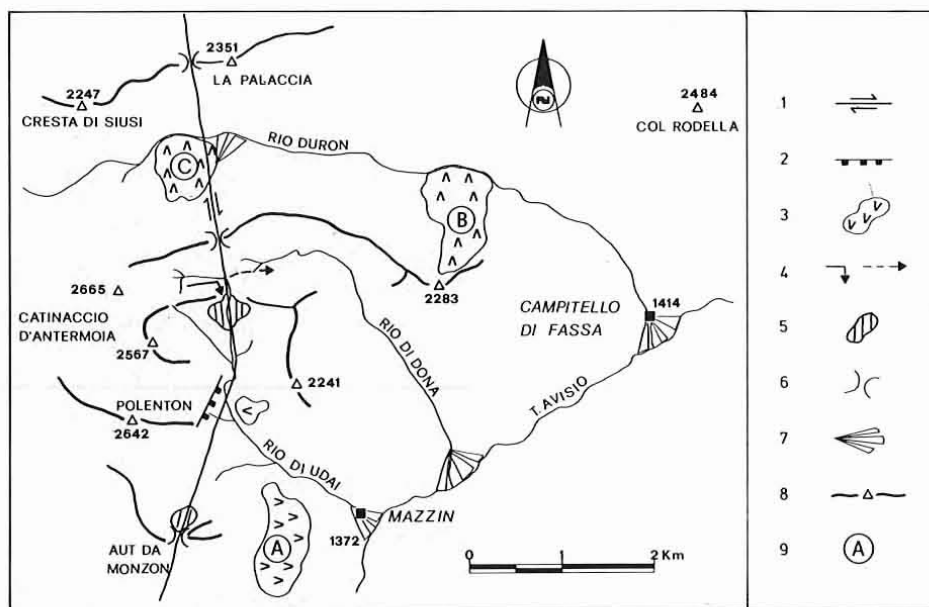 2351
LA PALACCIA
2247
CRESTA DI SIUSI
2484
COL RODELLA
RIO DURON
C
B
2283
2665
CATINACCIO
D'ANTERMOIA
2567
CAMPITELLO
DI FASSA
1414
RIO DI DONA
T. AVISIO
2241
POLENTON
2642
RIO DI UDAI
MAZZIN
1372
A
AUT DA
MONZON
0 1 2 Km
1
2
3
4
5
6
7
8
9 A